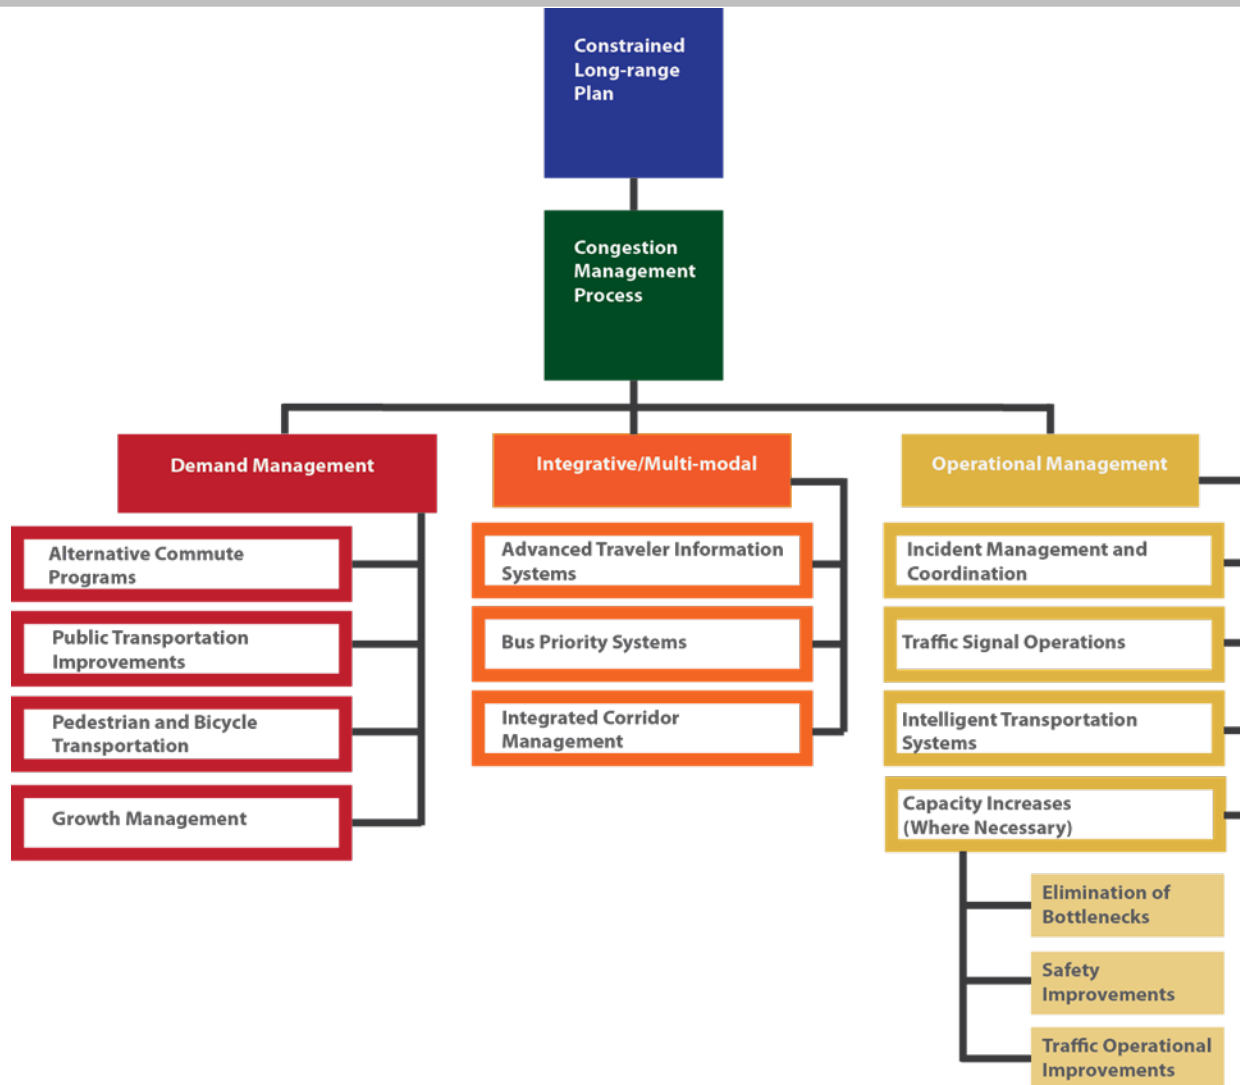 Constrained
Long-range
Plan
Congestion
Management
Process
Demand Management
Alternative Commute
Programs
Public Transportation
Improvements
Pedestrian and Bicycle
Transportation
Growth Management
Integrative/Multi-modal
Advanced Traveler Information
Systems
Bus Priority Systems
Integrated Corridor
Management
Operational Management
Incident Management and
Coordination
Traffic Signal Operations
Intelligent Transportation
Systems
Capacity Increases
(Where Necessary)
Elimination of
Bottlenecks
Safety
Improvements
Traffic Operational
Improvements